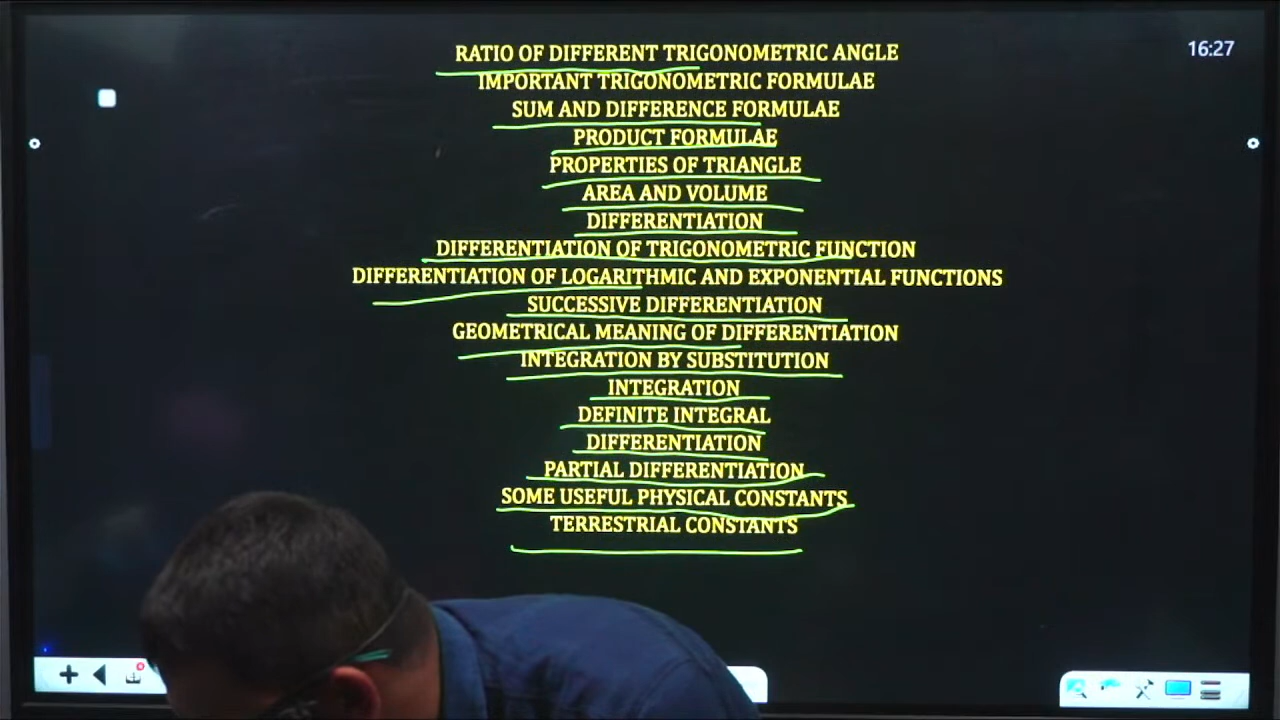 RATIO OF DIFFERENT TRIGONOMETRIC ANGLE
16:27
IMPORTANT TRIGONOMETRIC FORMULAE
SUM AND DIFFERENCE FORMULAE
PRODUCT FORMULAE
PROPERTIES OF TRIANGLE
AREA AND VOLUME
DIFFERENTIATION
DIFFERENTIATION OF TRIGONOMETRIC FUNCTION
DIFFERENTIATION OF LOGARITHMIC AND EXPONENTIAL FUNCTIONS
SUCCESSIVE DIFFERENTIATION
GEOMETRICAL MEANING OF DIFFERENTIATION
INTEGRATION BY SUBSTITUTION
INTEGRATION
DEFINITE INTEGRAL
DIFFERENTIATION
PARTIAL DIFFERENTIATION
SOME USEFUL PHYSICAL CONSTANTS
TERRESTRIAL CONSTANTS